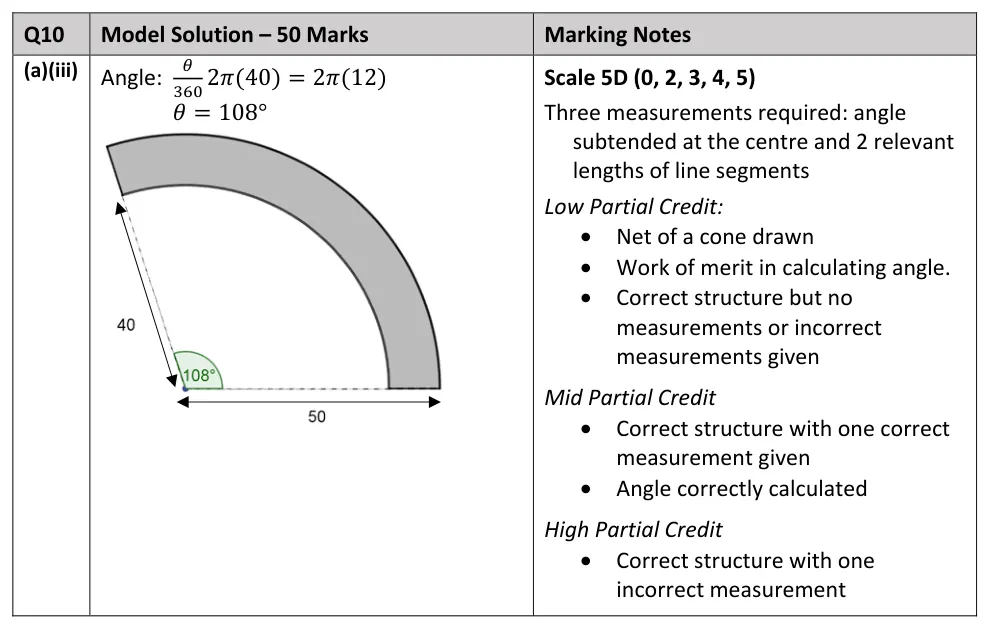 Q10
Model Solution – 50 Marks
Marking Notes
(a)(iii)
Angle: θ/360 2π(40) = 2π(12)
θ = 108°
40
108°
50
Scale 5D (0, 2, 3, 4, 5)
Three measurements required: angle
subtended at the centre and 2 relevant
lengths of line segments
Low Partial Credit:
• Net of a cone drawn
• Work of merit in calculating angle.
• Correct structure but no
measurements or incorrect
measurements given
Mid Partial Credit
• Correct structure with one correct
measurement given
• Angle correctly calculated
High Partial Credit
• Correct structure with one
incorrect measurement